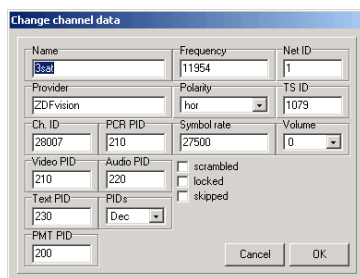 Change channel data
Name Frequency Net ID
3sat 11954 1
Provider Polarity TS ID
ZDFvision hor 1079
Ch. ID PCR PID Symbol rate Volume
28007 210 27500 0
Video PID Audio PID
210 220
scrambled
locked
skipped
Text PID PIDs
230 Dec
PMT PID
200
Cancel OK